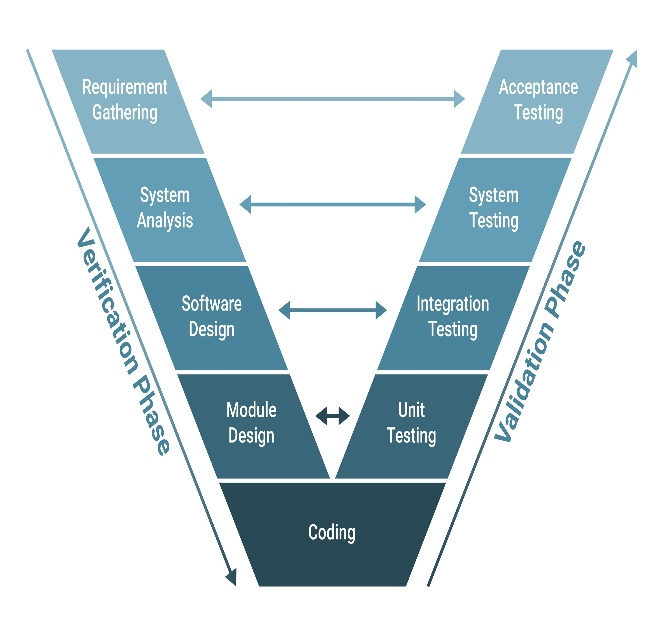 Requirement
Gathering
Acceptance
Testing
System
Analysis
System
Testing
Verification Phase
Validation Phase
Software
Design
Integration
Testing
Module
Design
Unit
Testing
Coding